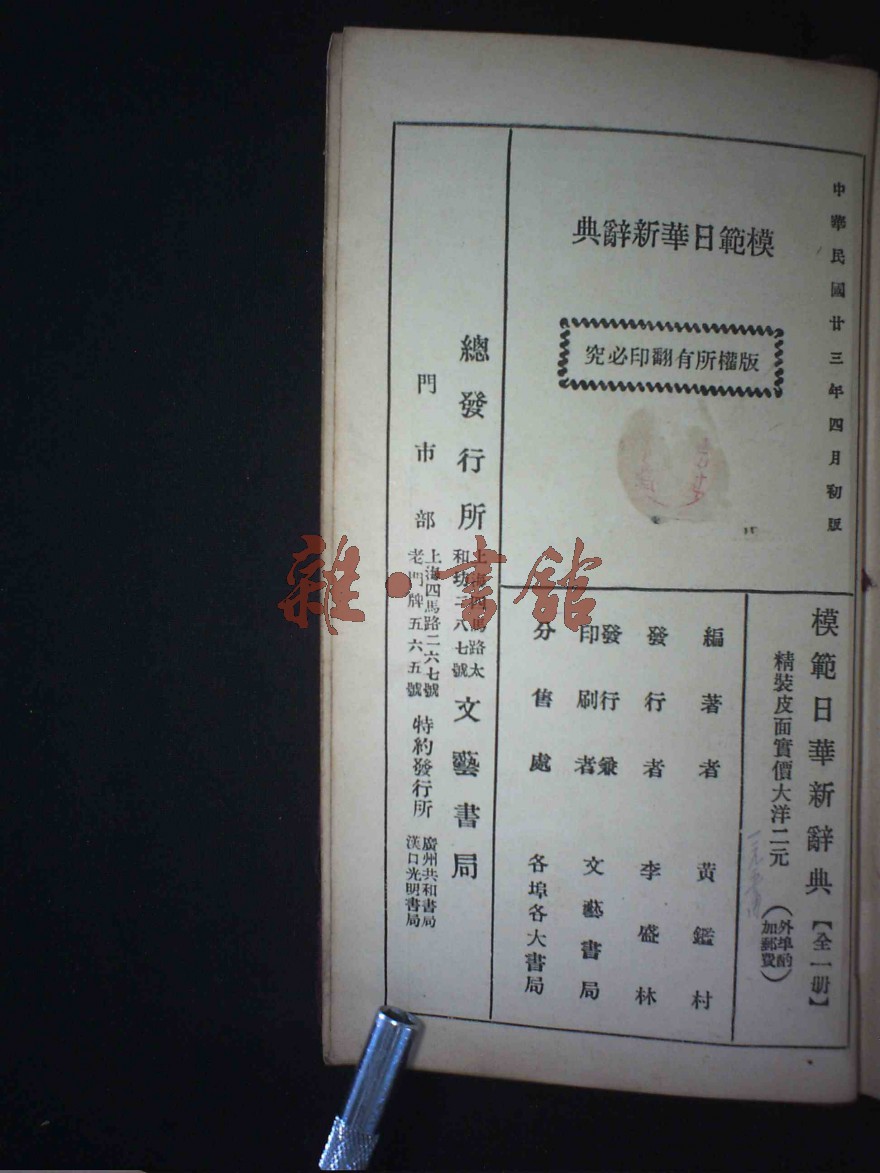 中華民國廿三年四月初版
模範日華新辭典
版權所有翻印必究
模範日華新辭典【全一册】
精裝皮面實價大洋二元
(外埠酌加郵費)
編著者 黃鑑村
發行者 李盛林
發行兼印刷者 文藝書局
分售處 各埠各大書局
總發行所 上海四馬路太和坊三八七號 文藝書局
門市部 上海四馬路二六七號 老門牌五六五號
特約發行所 廣州共和書局 漢口光明書局
雜·書館